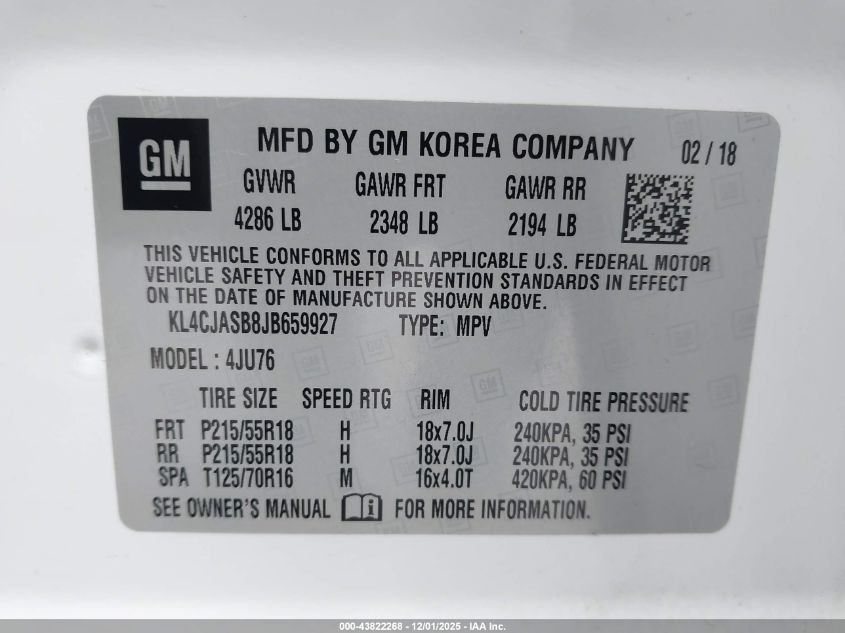 GM
MFD BY GM KOREA COMPANY 02 / 18
GVWR GAWR FRT GAWR RR
4286 LB 2348 LB 2194 LB
THIS VEHICLE CONFORMS TO ALL APPLICABLE U.S. FEDERAL MOTOR
VEHICLE SAFETY AND THEFT PREVENTION STANDARDS IN EFFECT
ON THE DATE OF MANUFACTURE SHOWN ABOVE.
KL4CJASB8JB659927 TYPE: MPV
MODEL : 4JU76
TIRE SIZE SPEED RTG RIM COLD TIRE PRESSURE
FRT P215/55R18 H 18x7.0J 240KPA, 35 PSI
RR P215/55R18 H 18x7.0J 240KPA, 35 PSI
SPA T125/70R16 M 16x4.0T 420KPA, 60 PSI
SEE OWNER'S MANUAL i FOR MORE INFORMATION.
000-43822268 - 12/01/2025 - IAA Inc.